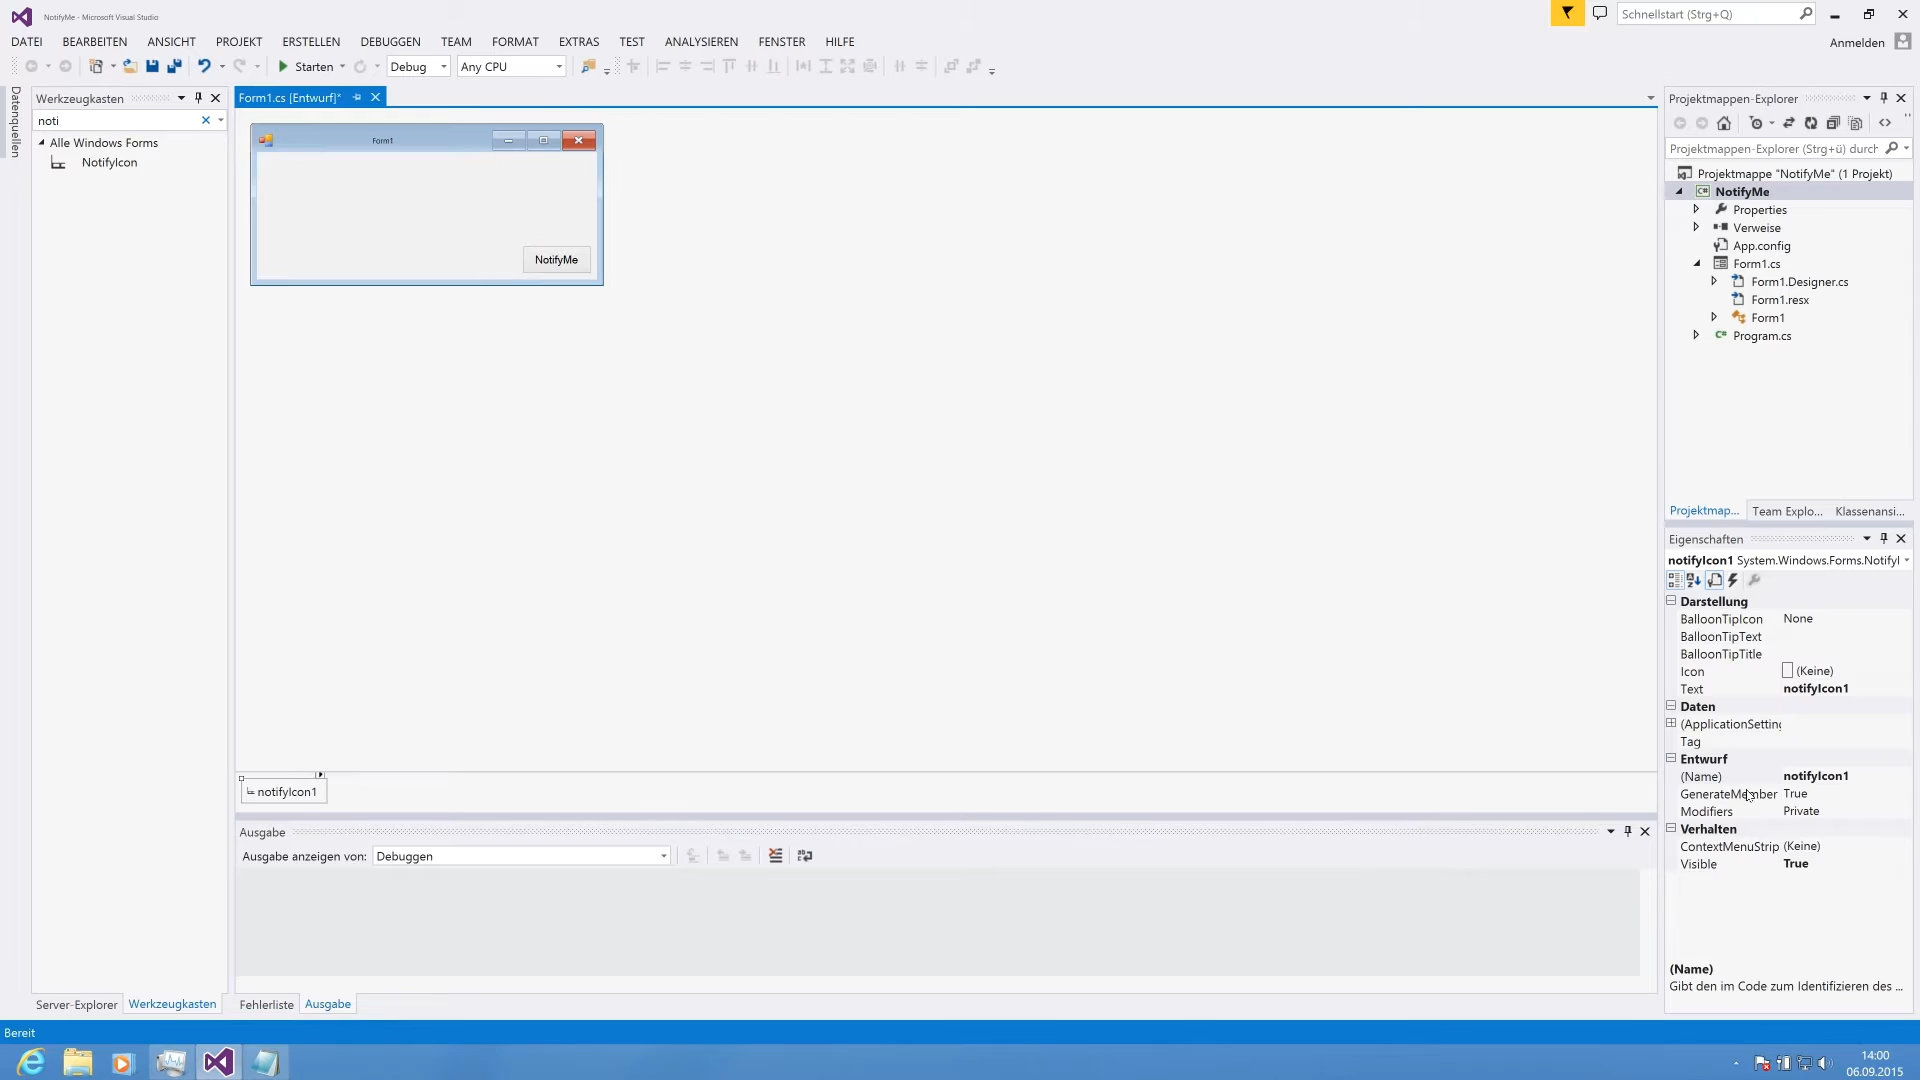 NotifyMe - Microsoft Visual Studio
Schnellstart (Strg+Q)
DATEI BEARBEITEN ANSICHT PROJEKT ERSTELLEN DEBUGGEN TEAM FORMAT EXTRAS TEST ANALYSIEREN FENSTER HILFE
Anmelden
Starten Debug Any CPU
Datenquellen
Werkzeugkasten
noti
Alle Windows Forms
NotifyIcon
Form1.cs [Entwurf]*
Form1
NotifyMe
notifyIcon1
Ausgabe
Ausgabe anzeigen von: Debuggen
Server-Explorer Werkzeugkasten
Fehlerliste Ausgabe
Projektmappen-Explorer
Projektmappen-Explorer (Strg+ü) durch
Projektmappe "NotifyMe" (1 Projekt)
NotifyMe
Properties
Verweise
App.config
Form1.cs
Form1.Designer.cs
Form1.resx
Form1
Program.cs
Projektmap... Team Explo... Klassenansi...
Eigenschaften
notifyIcon1 System.Windows.Forms.NotifyI
Darstellung
BalloonTipIcon None
BalloonTipText
BalloonTipTitle
Icon (Keine)
Text notifyIcon1
Daten
(ApplicationSetting
Tag
Entwurf
(Name) notifyIcon1
GenerateMember True
Modifiers Private
Verhalten
ContextMenuStrip (Keine)
Visible True
(Name)
Gibt den im Code zum Identifizieren des ...
Bereit
14:00
06.09.2015